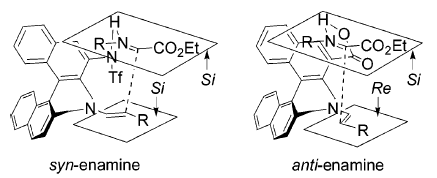 H
R N CO₂Et
N
Tf Si Si
N
R
syn-enamine
H O
R N CO₂Et
N O
Re Si
N
R
anti-enamine